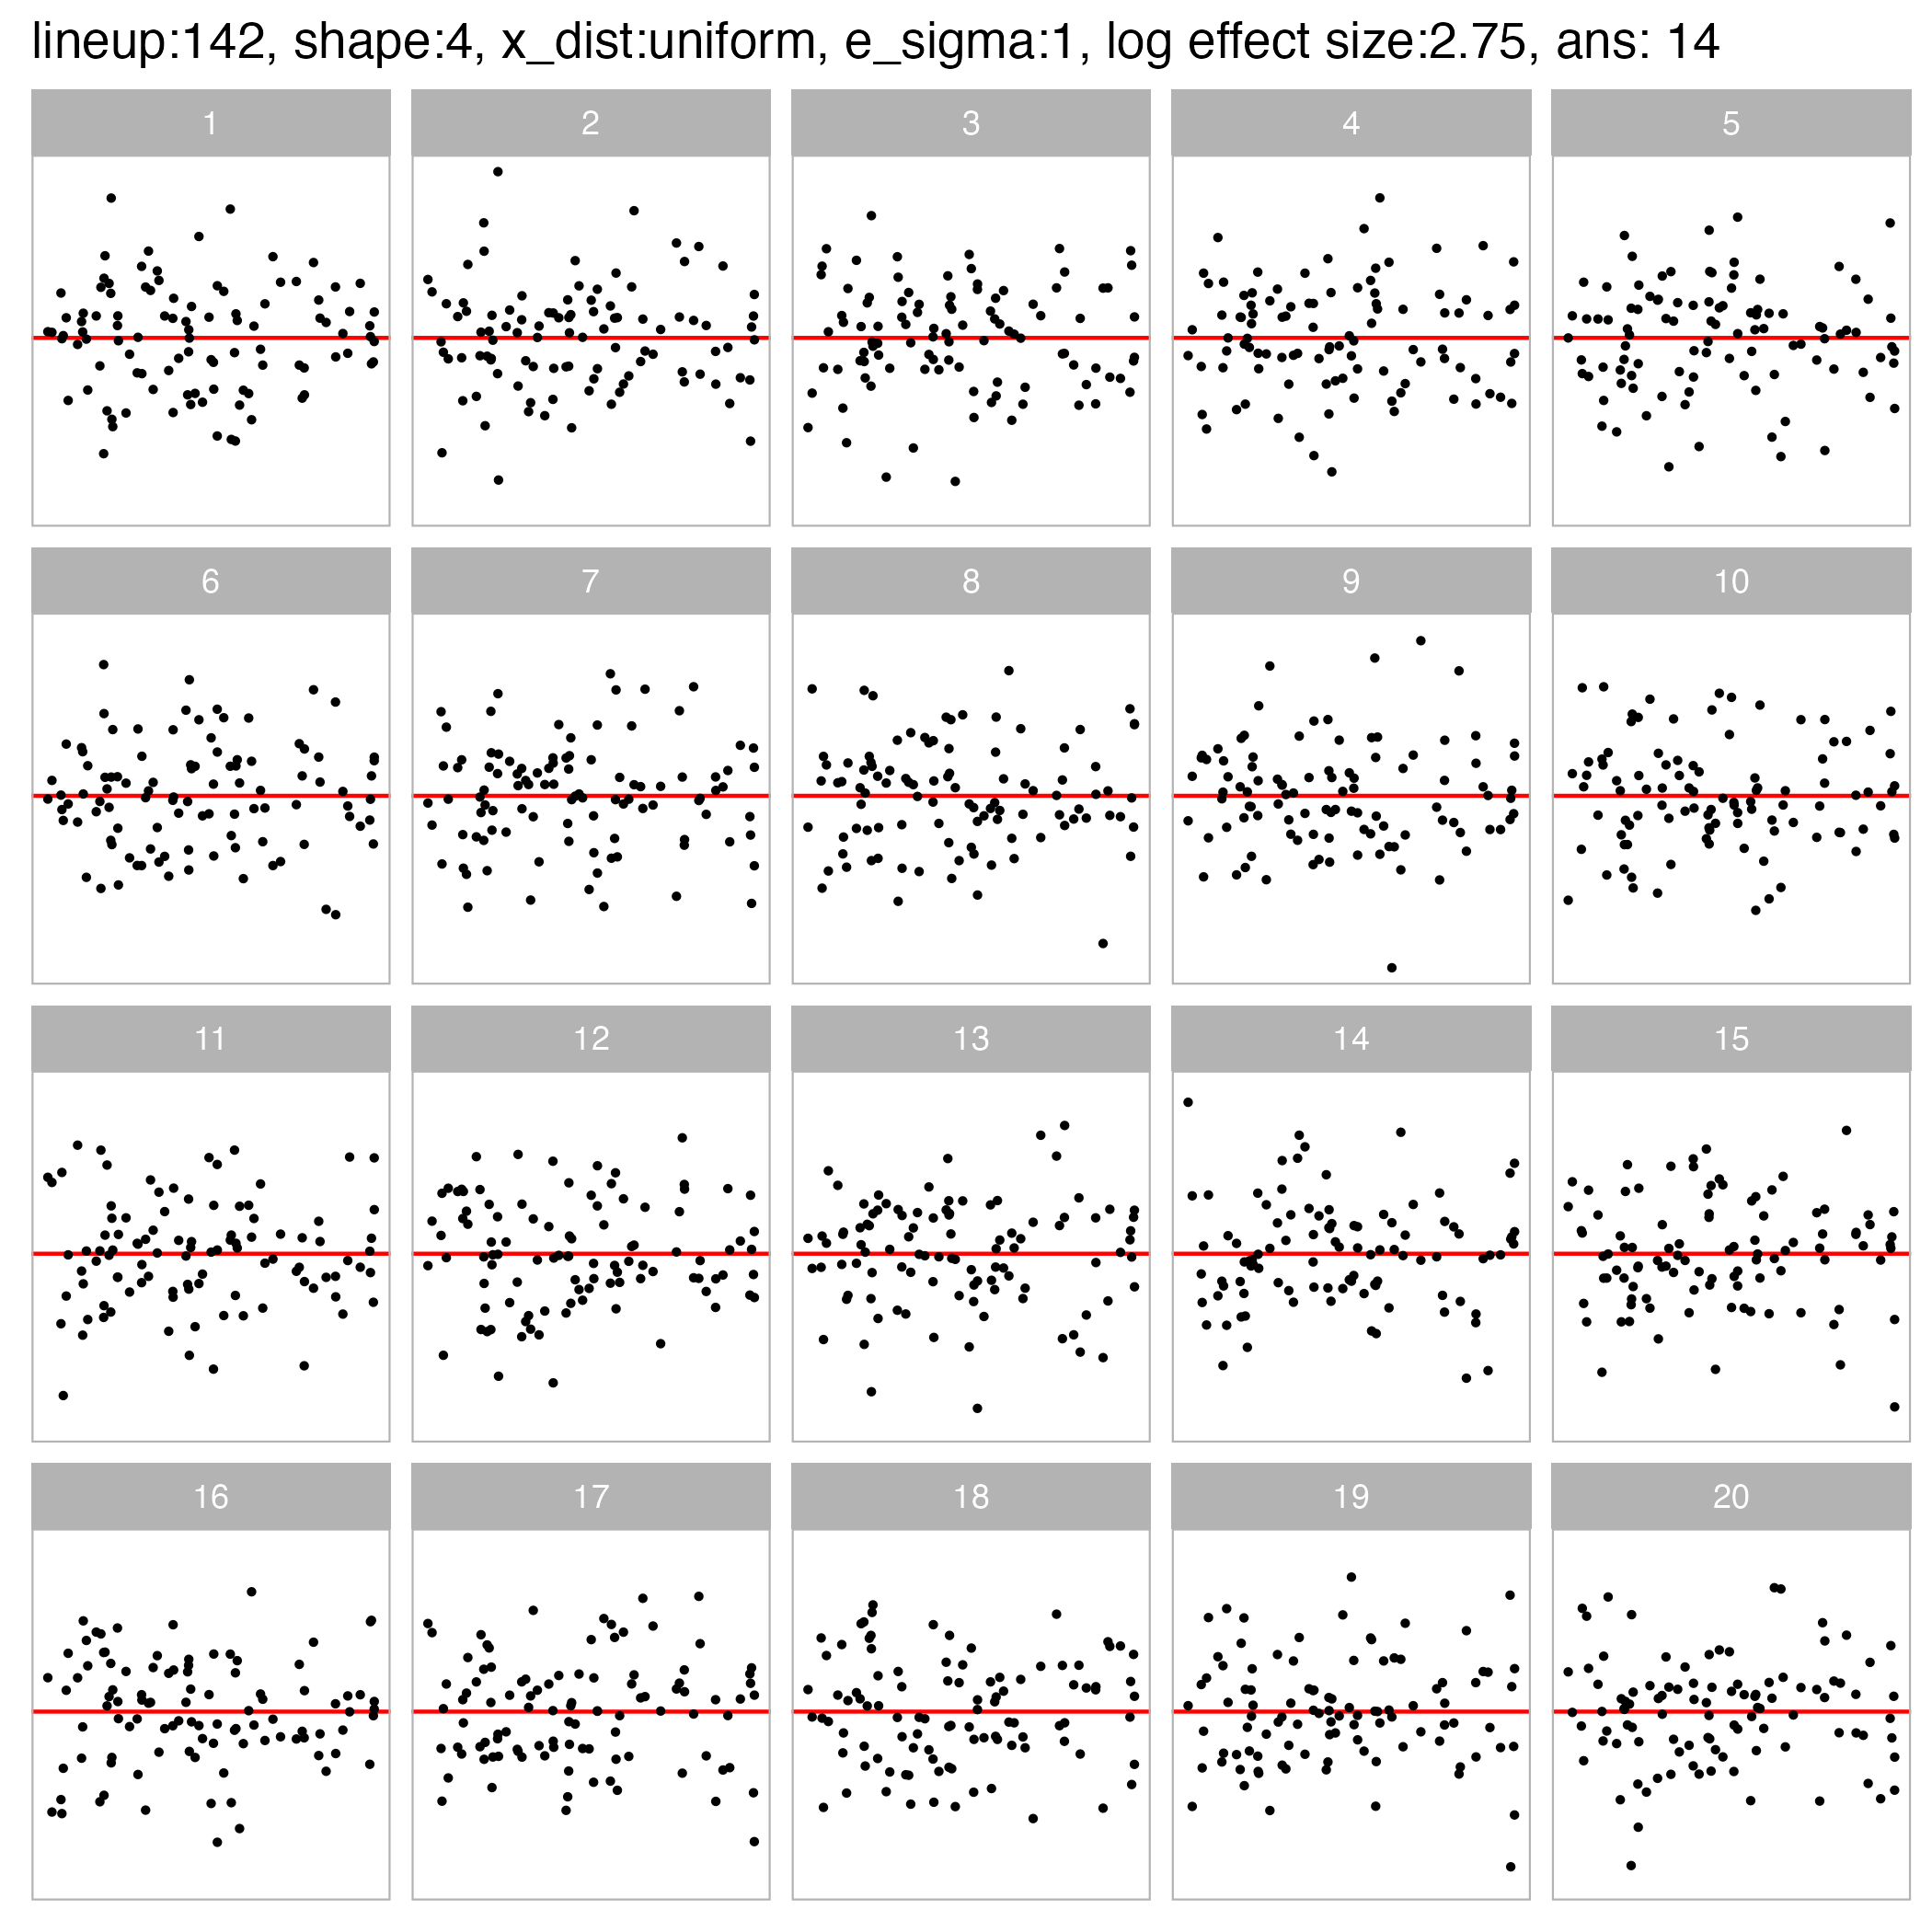 lineup:142, shape:4, x_dist:uniform, e_sigma:1, log effect size:2.75, ans: 14
1 2 3 4 5
6 7 8 9 10
11 12 13 14 15
16 17 18 19 20